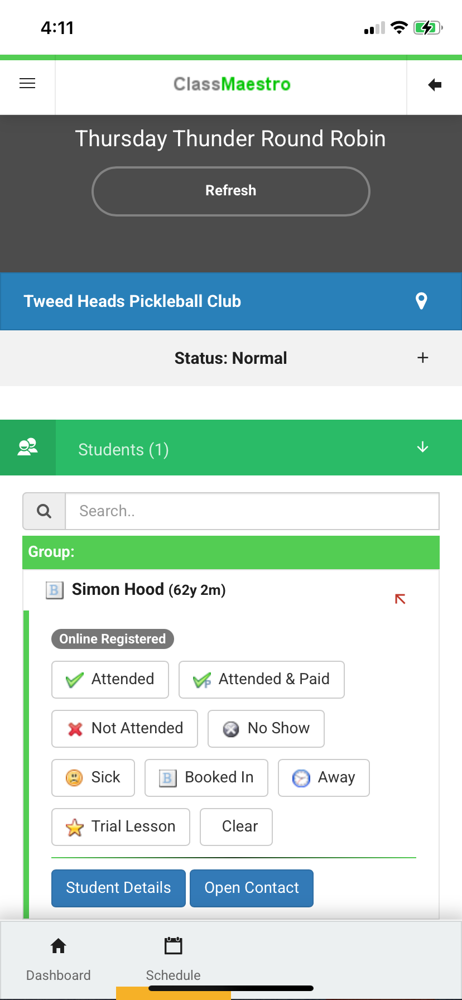 4:11
ClassMaestro
Thursday Thunder Round Robin
Refresh
Tweed Heads Pickleball Club
Status: Normal
Students (1)
Search..
Group:
B Simon Hood (62y 2m)
Online Registered
Attended P Attended & Paid
Not Attended No Show
Sick B Booked In Away
Trial Lesson Clear
Student Details Open Contact
Dashboard Schedule